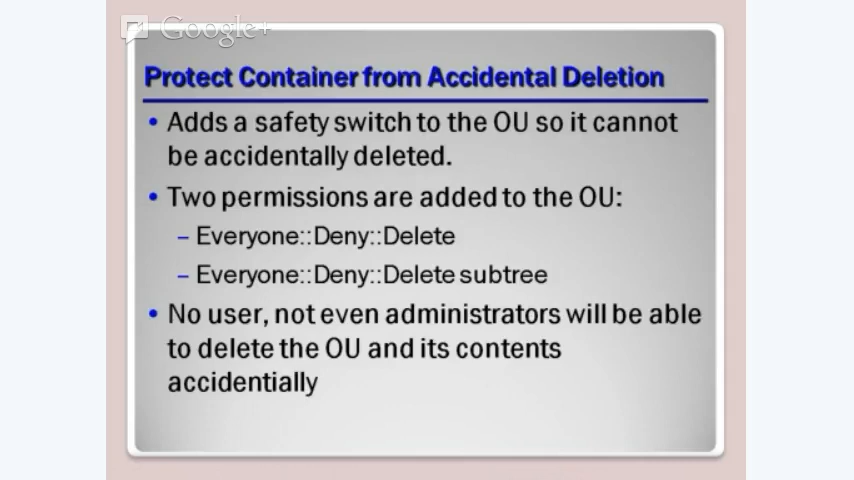 Google+
Protect Container from Accidental Deletion
• Adds a safety switch to the OU so it cannot
be accidentally deleted.
• Two permissions are added to the OU:
– Everyone::Deny::Delete
– Everyone::Deny::Delete subtree
• No user, not even administrators will be able
to delete the OU and its contents
accidentially